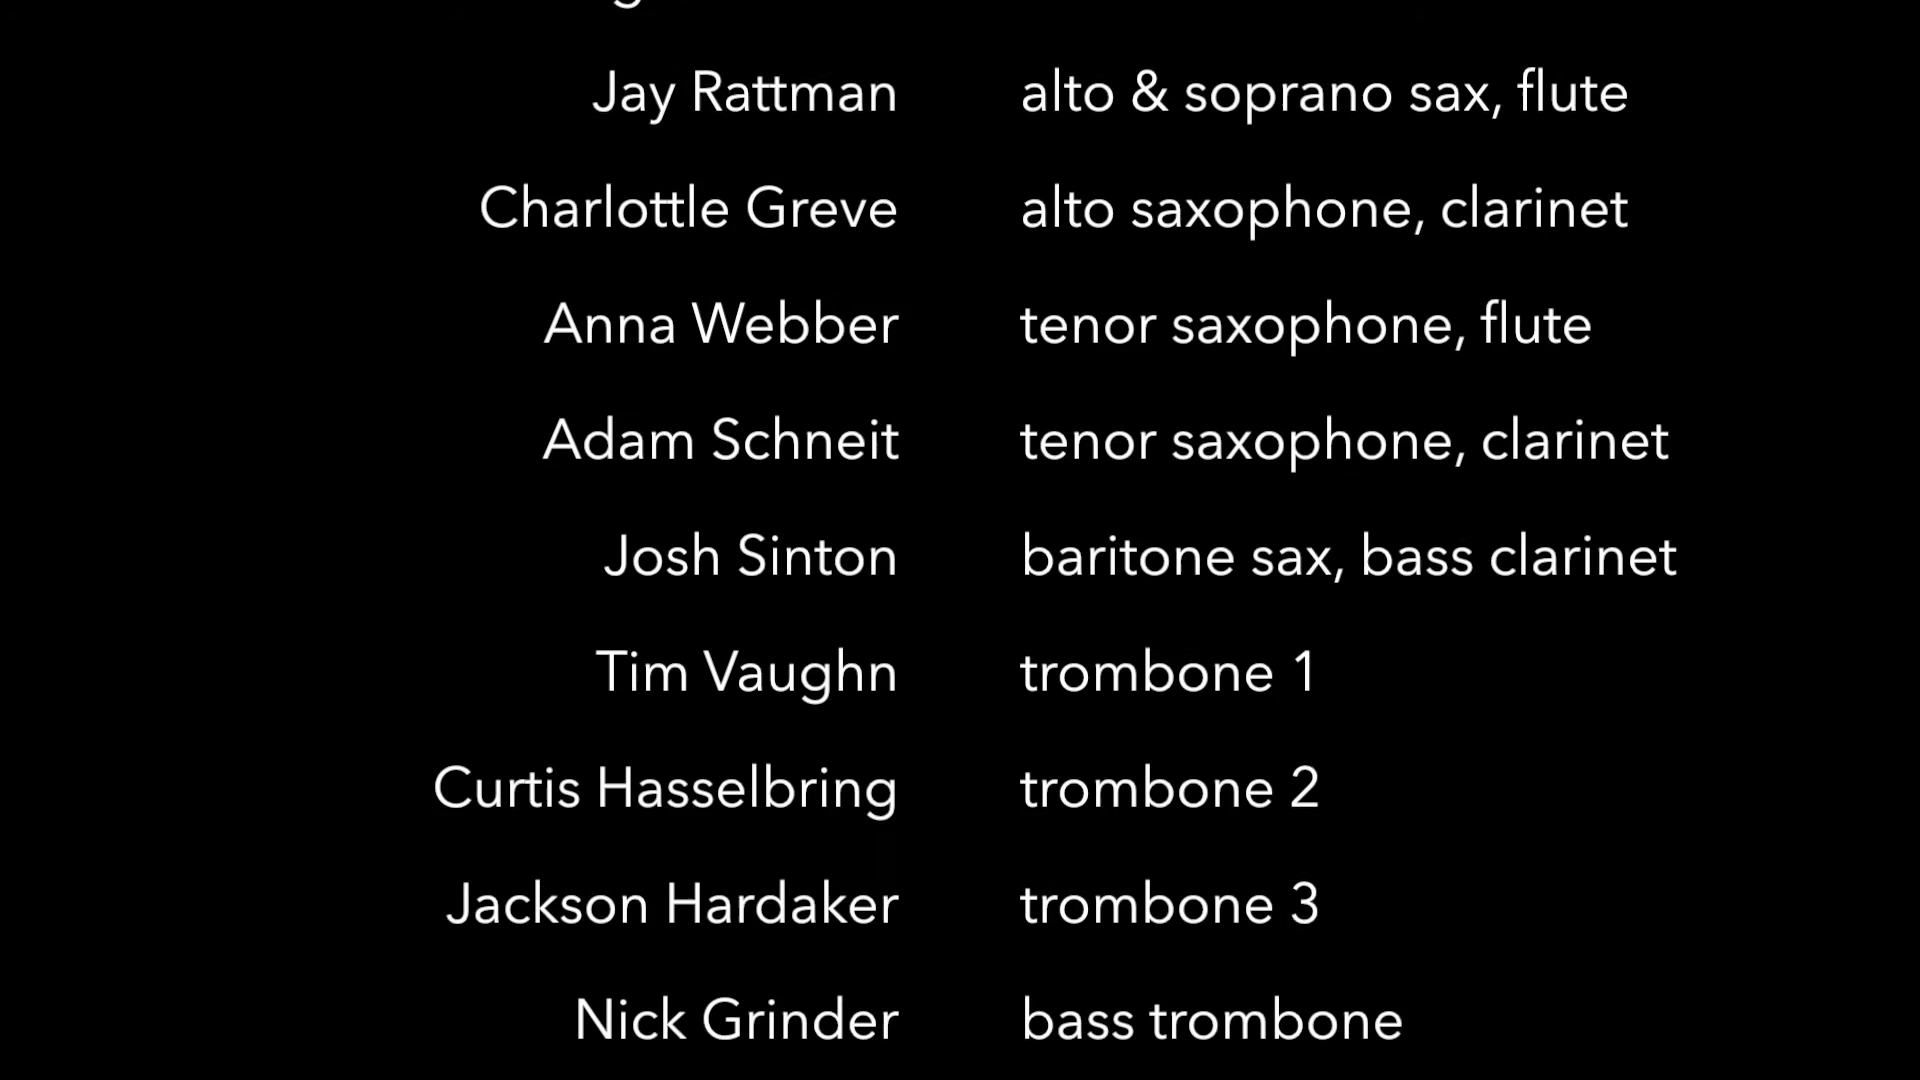 Jay Rattman alto & soprano sax, flute
Charlottle Greve alto saxophone, clarinet
Anna Webber tenor saxophone, flute
Adam Schneit tenor saxophone, clarinet
Josh Sinton baritone sax, bass clarinet
Tim Vaughn trombone 1
Curtis Hasselbring trombone 2
Jackson Hardaker trombone 3
Nick Grinder bass trombone